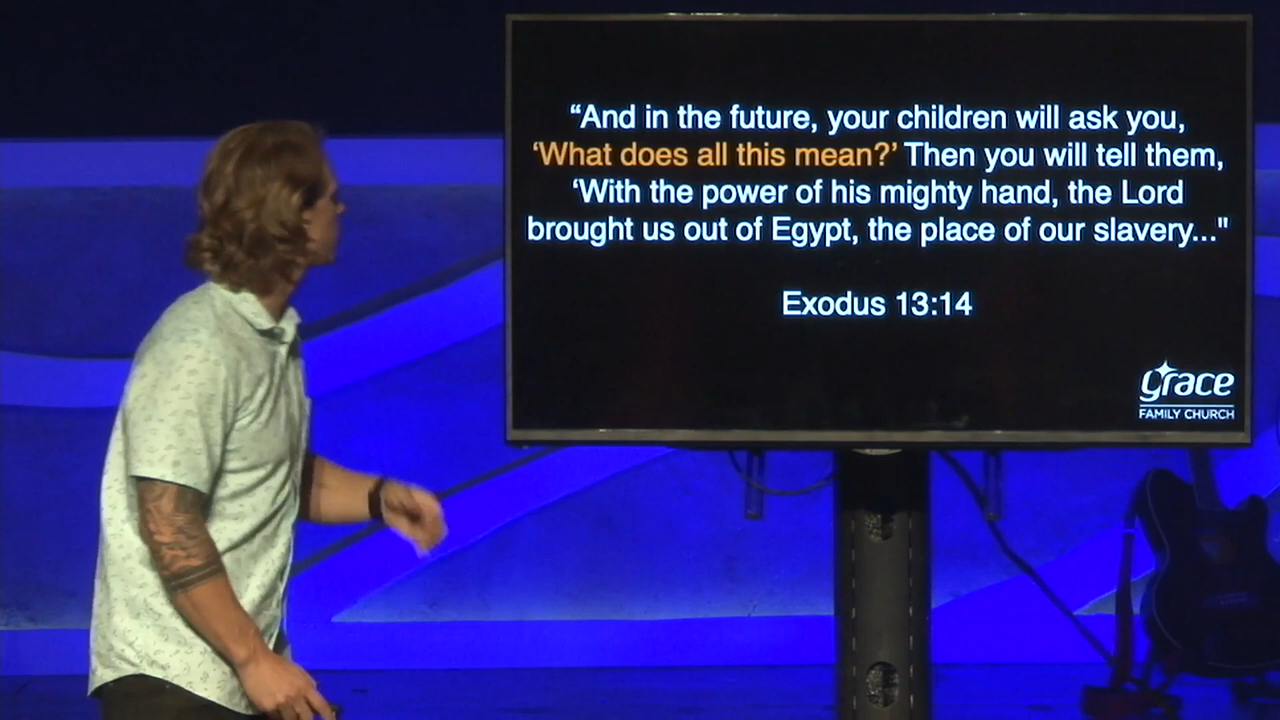 “And in the future, your children will ask you,
‘What does all this mean?’ Then you will tell them,
‘With the power of his mighty hand, the Lord
brought us out of Egypt, the place of our slavery..."
Exodus 13:14
grace
FAMILY CHURCH